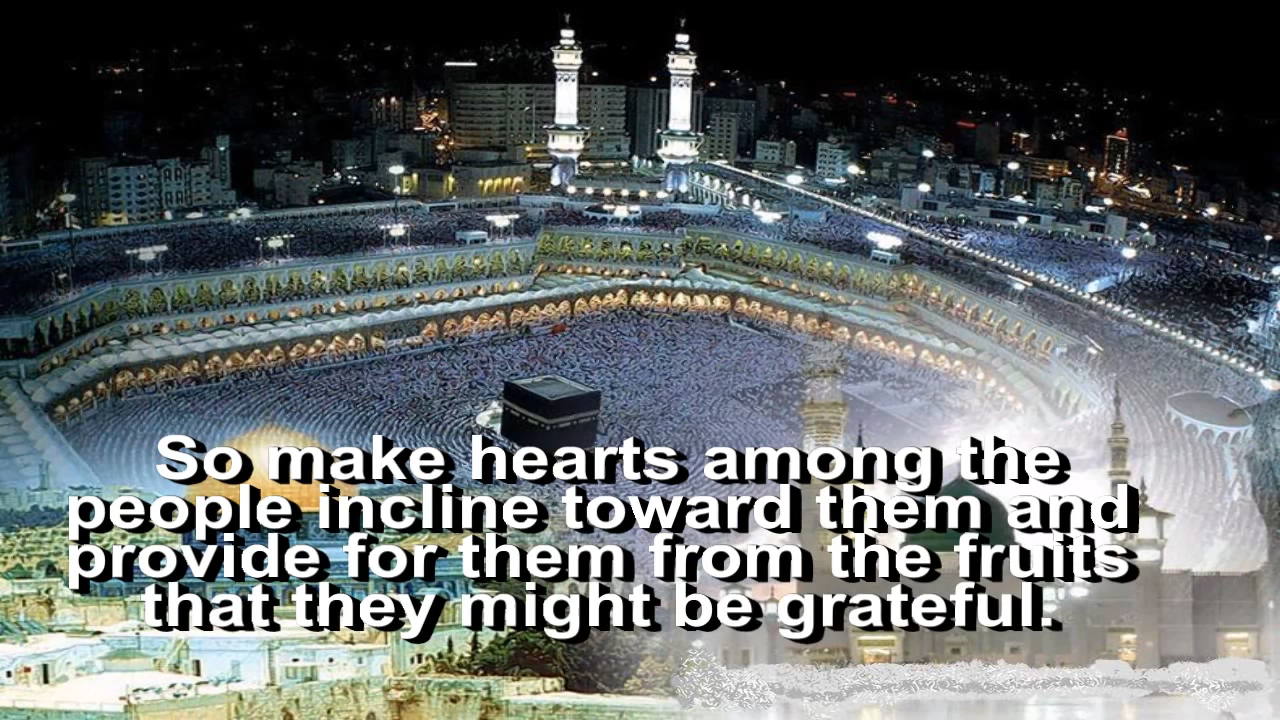 So make hearts among the
people incline toward them and
provide for them from the fruits
that they might be grateful.